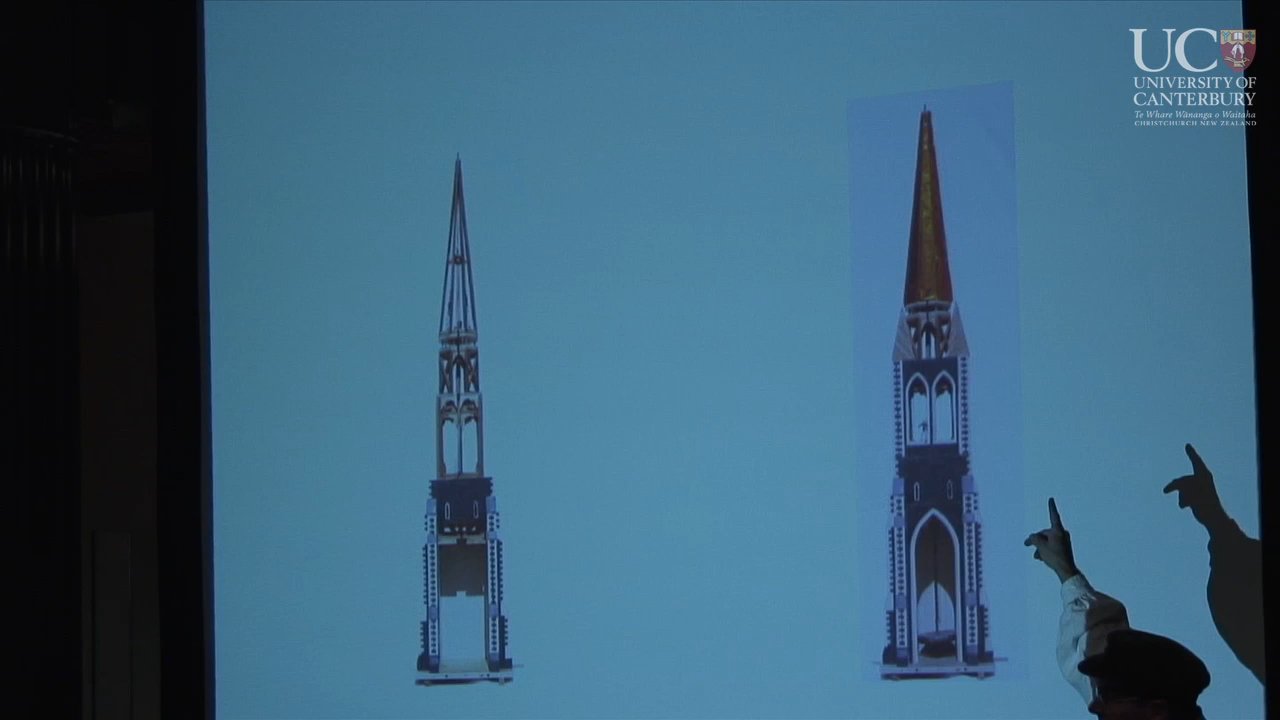 UC
UNIVERSITY OF
CANTERBURY
Te Whare Wānanga o Waitaha
CHRISTCHURCH NEW ZEALAND